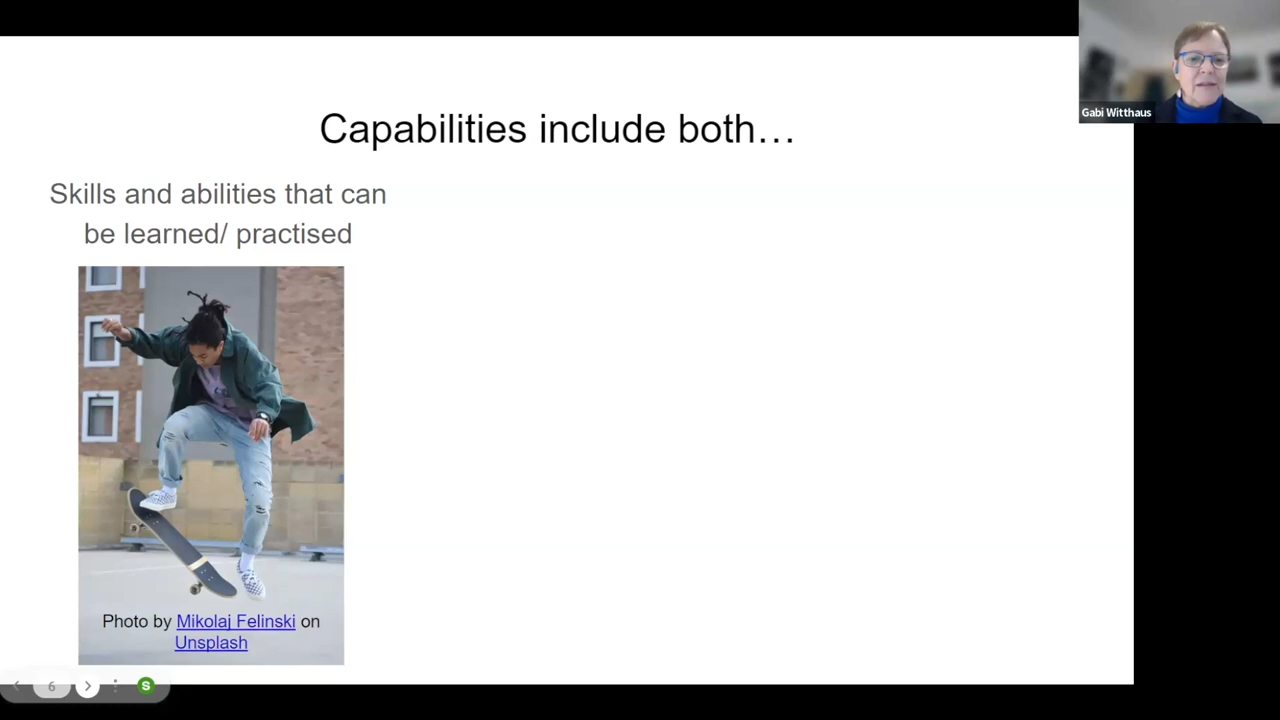 Capabilities include both…
Skills and abilities that can
be learned/ practised
Photo by Mikolaj Felinski on
Unsplash
6
S
Gabi Witthaus